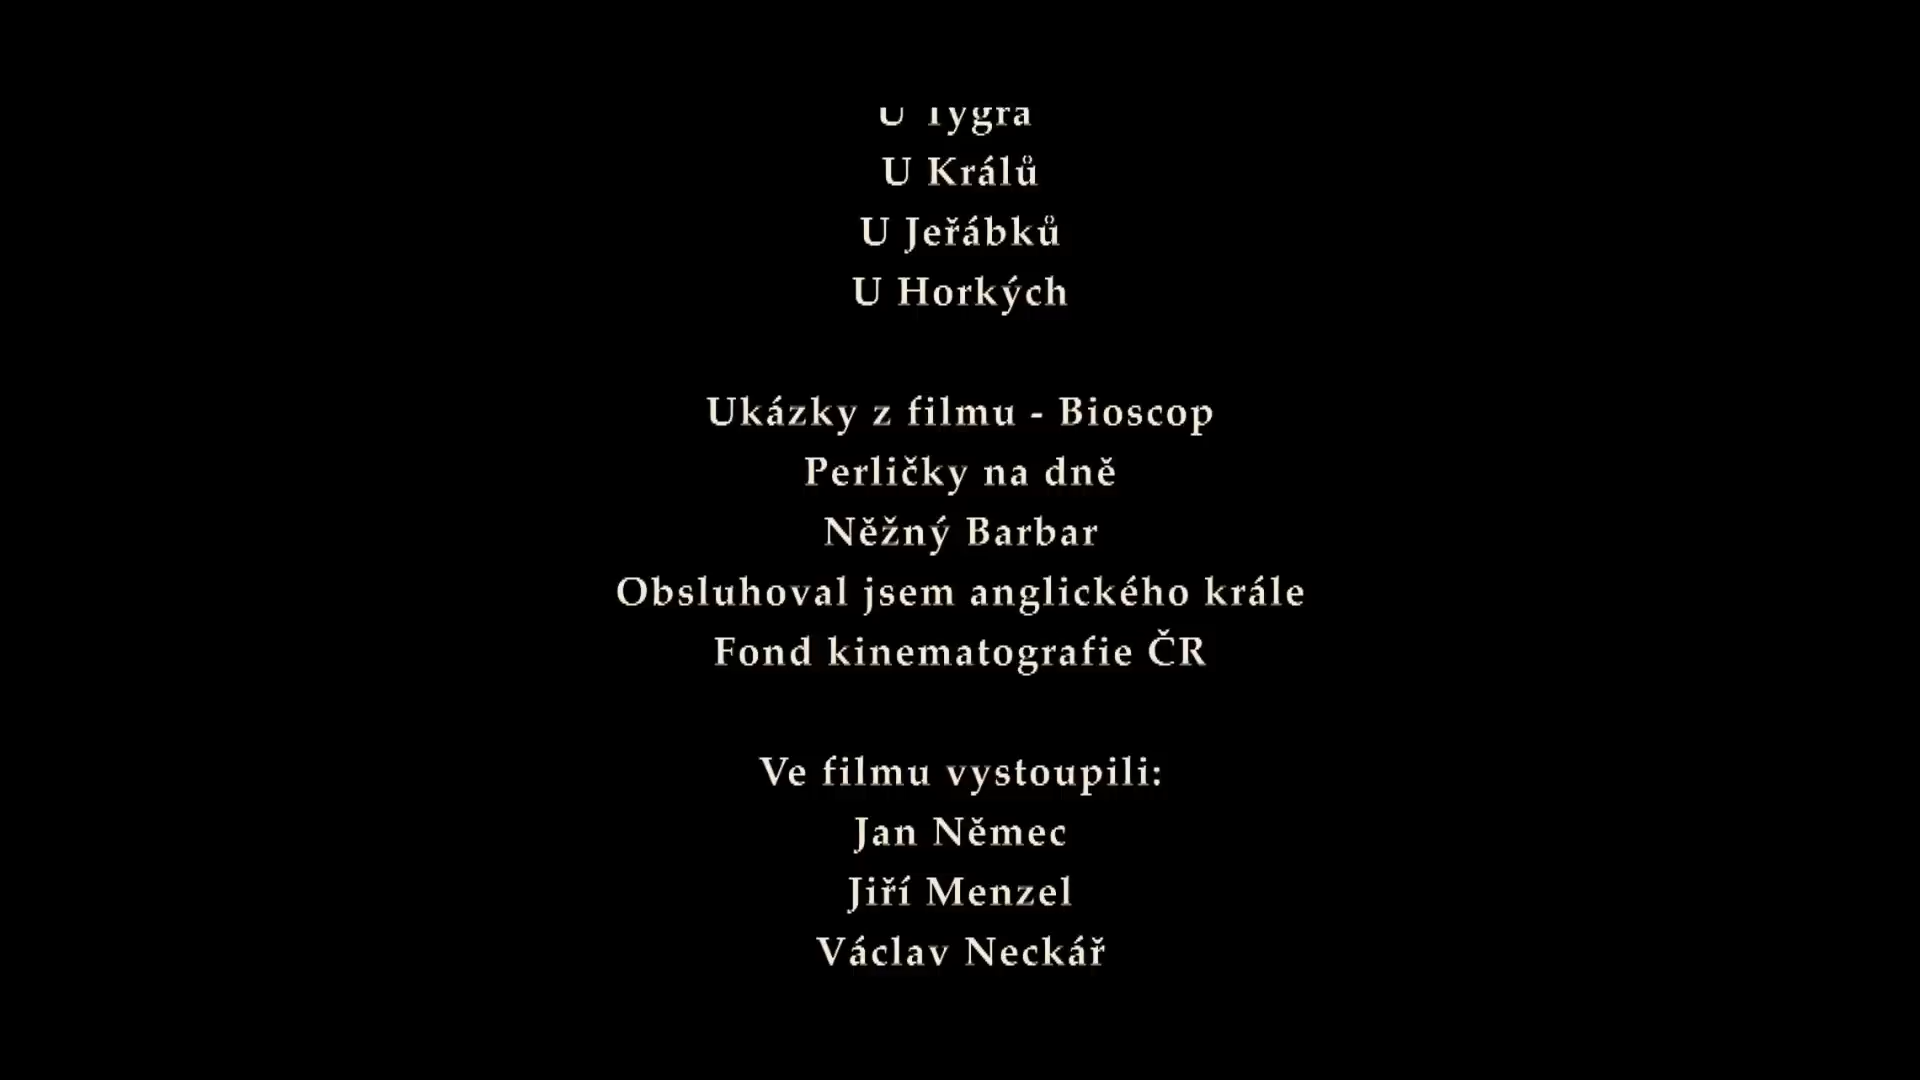 U Tygra
U Králů
U Jeřábků
U Horkých
Ukázky z filmu - Bioscop
Perličky na dně
Něžný Barbar
Obsluhoval jsem anglického krále
Fond kinematografie ČR
Ve filmu vystoupili:
Jan Němec
Jiří Menzel
Václav Neckář